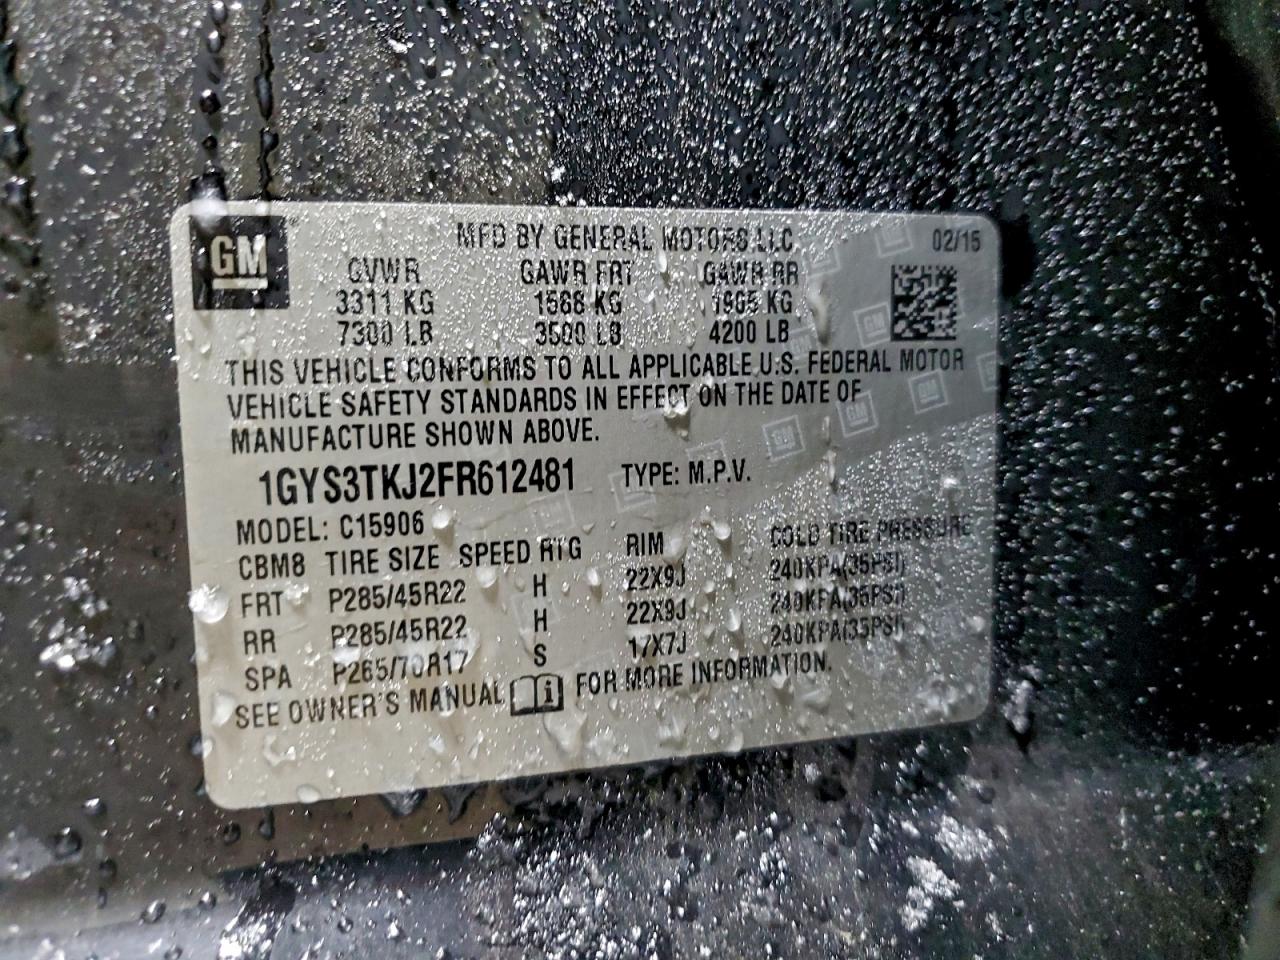 GM
MFD BY GENERAL MOTORS LLC
02/15
GVWR GAWR FRT GAWR RR
3311 KG 1588 KG 1905 KG
7300 LB 3500 LB 4200 LB
THIS VEHICLE CONFORMS TO ALL APPLICABLE U.S. FEDERAL MOTOR
VEHICLE SAFETY STANDARDS IN EFFECT ON THE DATE OF
MANUFACTURE SHOWN ABOVE.
1GYS3TKJ2FR612481 TYPE: M.P.V.
MODEL: C15906
CBM8 TIRE SIZE SPEED RTG RIM COLD TIRE PRESSURE
FRT P285/45R22 H 22X9J 240KPA(35PSI)
RR P285/45R22 H 22X9J 240KPA(35PSI)
SPA P265/70R17 S 17X7J 240KPA(35PSI)
SEE OWNER'S MANUAL FOR MORE INFORMATION.